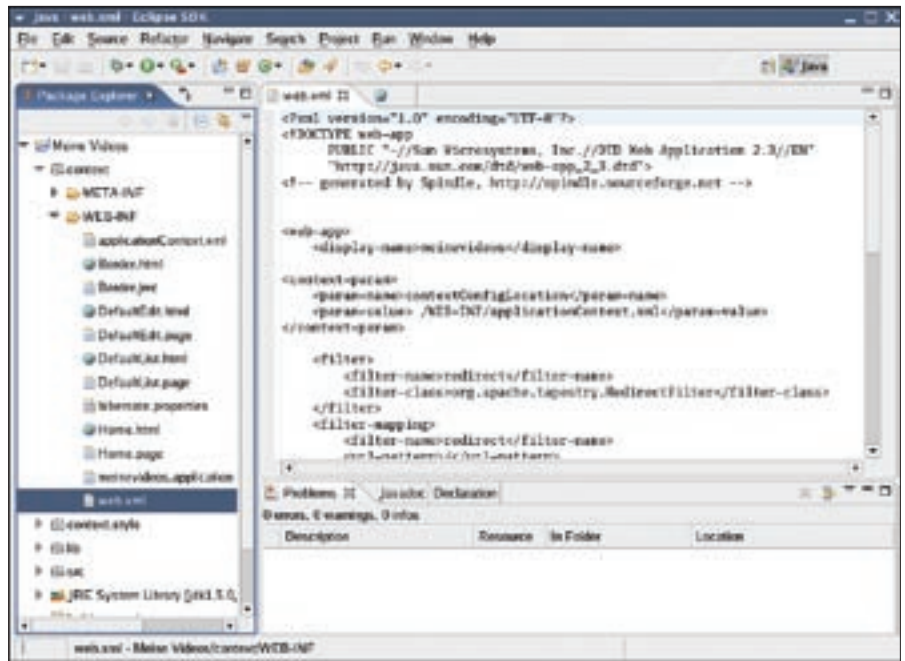 Java - web.xml - Eclipse SDK
File Edit Source Refactor Navigate Search Project Run Window Help
Java
Package Explorer
web.xml
Meine Videos
context
META-INF
WEB-INF
applicationContext.xml
Border.html
Border.jwc
DefaultEdit.html
DefaultEdit.page
DefaultList.html
DefaultList.page
hibernate.properties
Home.html
Home.page
meinevideos.application
web.xml
context.style
lib
src
JRE System Library [jdk1.5.0_
<?xml version="1.0" encoding="UTF-8"?>
<!DOCTYPE web-app
PUBLIC "-//Sun Microsystems, Inc.//DTD Web Application 2.3//EN"
"http://java.sun.com/dtd/web-app_2_3.dtd">
<!-- generated by Spindle, http://spindle.sourceforge.net -->
<web-app>
<display-name>meinevideos</display-name>
<context-param>
<param-name>contextConfigLocation</param-name>
<param-value> /WEB-INF/applicationContext.xml</param-value>
</context-param>
<filter>
<filter-name>redirect</filter-name>
<filter-class>org.apache.tapestry.RedirectFilter</filter-class>
</filter>
<filter-mapping>
<filter-name>redirect</filter-name>
<url-pattern>/</url-pattern>
Problems Javadoc Declaration
0 errors, 0 warnings, 0 infos
Description Resource In Folder Location
web.xml - Meine Videos/context/WEB-INF